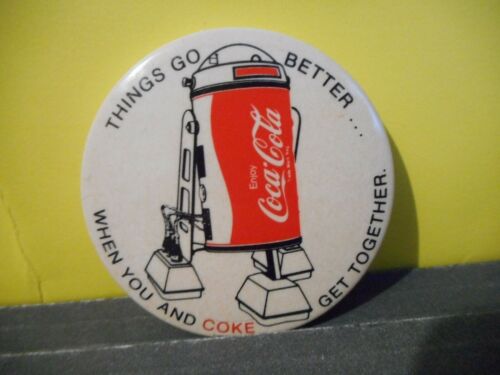 THINGS GO BETTER ...
Enjoy
Coca-Cola
WHEN YOU AND COKE GET TOGETHER.